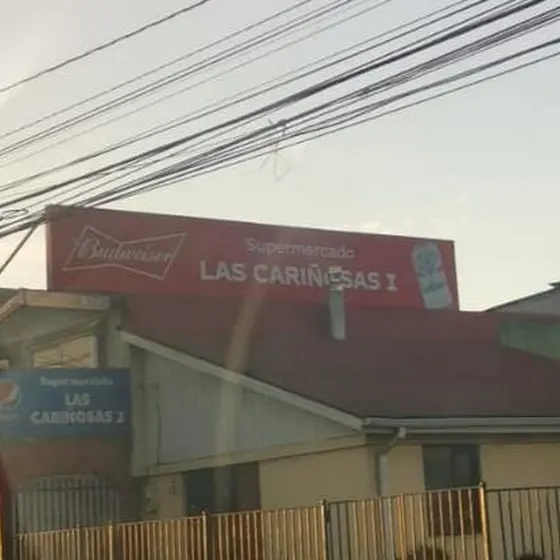 Budweiser
Supermercado
LAS CARIÑOSAS I
Supermercado
LAS
CARIÑOSAS I